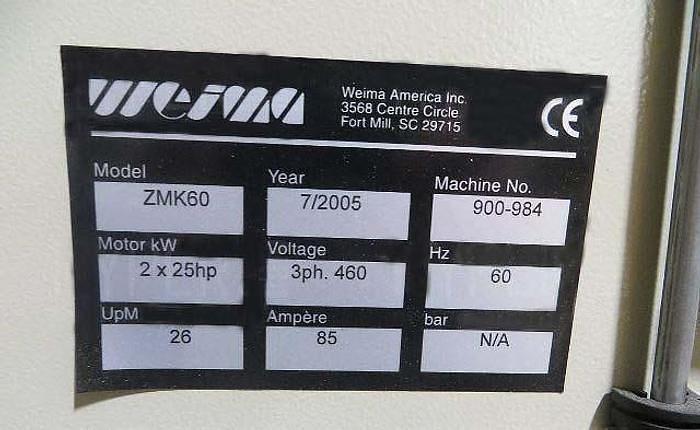 Weima
Weima America Inc.
3568 Centre Circle
Fort Mill, SC 29715
CE
Model Year Machine No.
ZMK60 7/2005 900-984
Motor kW Voltage Hz
2 x 25hp 3ph. 460 60
UpM Ampère bar
26 85 N/A